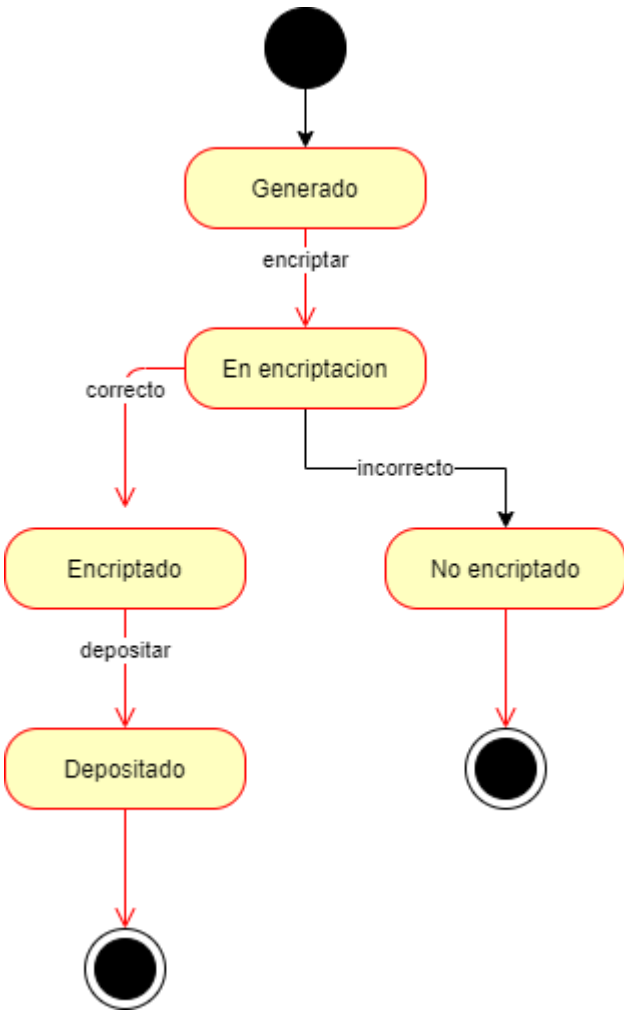 Generado
encriptar
En encriptacion
correcto
incorrecto
Encriptado
No encriptado
depositar
Depositado